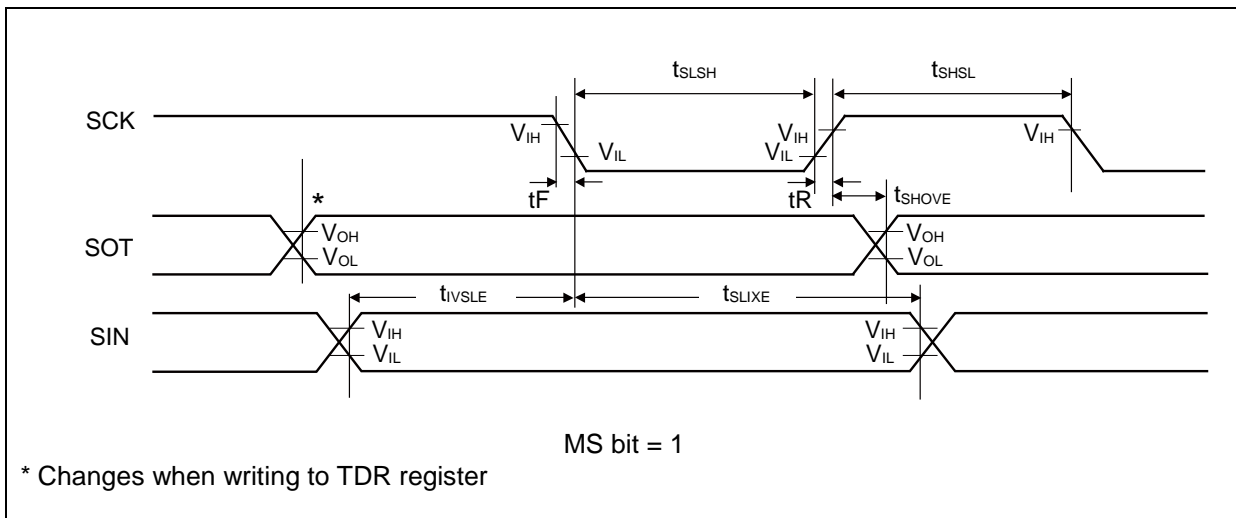 tSLSH tSHSL
SCK VIH VIL VIL VIH VIH
tF tR tSHOVE
*
SOT VOH VOL VOH VOL
tIVSLE tSLIXE
SIN VIH VIL VIH VIL
MS bit = 1
* Changes when writing to TDR register